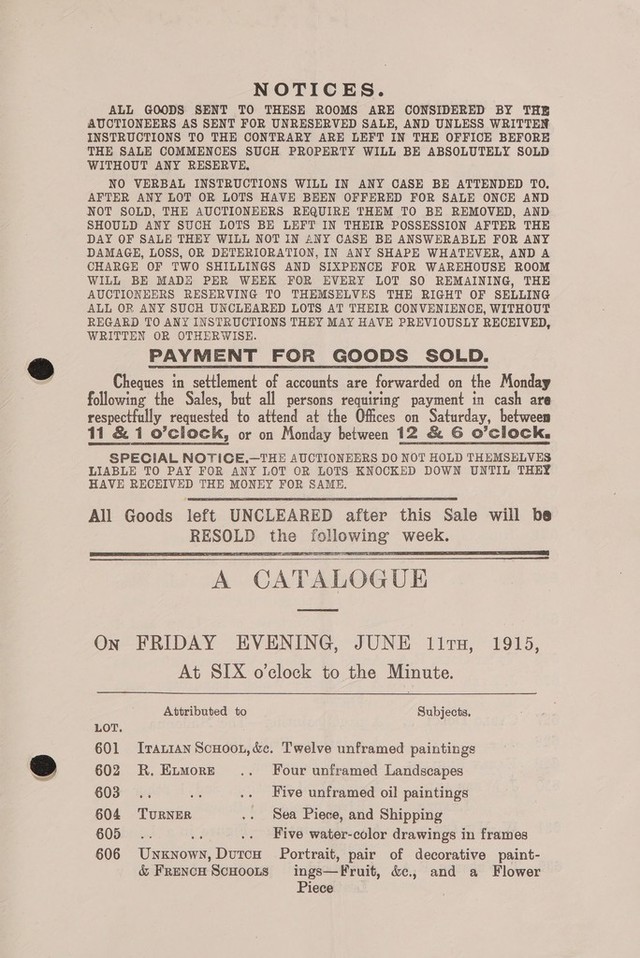 NOTICES.
ALL GOODS SENT TO THESE ROOMS ARE CONSIDERED BY THE
AUCTIONEERS AS SENT FOR UNRESERVED SALE, AND UNLESS WRITTEN
INSTRUCTIONS TO THE CONTRARY ARE LEFT IN THE OFFICE BEFORE
THE SALE COMMENCES SUCH PROPERTY WILL BE ABSOLUTELY SOLD
WITHOUT ANY RESERVE.
NO VERBAL INSTRUCTIONS WILL IN ANY CASE BE ATTENDED TO.
AFTER ANY LOT OR LOTS HAVE BEEN OFFERED FOR SALE ONCE AND
NOT SOLD, THE AUCTIONEERS REQUIRE THEM TO BE REMOVED, AND
SHOULD ANY SUCH LOTS BE LEFT IN THEIR POSSESSION AFTER THE
DAY OF SALE THEY WILL NOT IN ANY CASE BE ANSWERABLE FOR ANY
DAMAGE, LOSS, OR DETERIORATION, IN ANY SHAPE WHATEVER, AND A
CHARGE OF TWO SHILLINGS AND SIXPENCE FOR WAREHOUSE ROOM
WILL BE MADE PER WEEK FOR EVERY LOT SO REMAINING, THE
AUCTIONEERS RESERVING TO THEMSELVES THE RIGHT OF SELLING
ALL OR ANY SUCH UNCLEARED LOTS AT THEIR CONVENIENCE, WITHOUT
REGARD TO ANY INSTRUCTIONS THEY MAY HAVE PREVIOUSLY RECEIVED,
WRITTEN OR OTHERWISE.
PAYMENT FOR GOODS SOLD.
Cheques in settlement of accounts are forwarded on the Monday
following the Sales, but all persons requiring payment in cash are
respectfully requested to attend at the Offices on Saturday, between
11 & 1 o'clock, or on Monday between 12 & 6 o'clock.
SPECIAL NOTICE.—THE AUCTIONEERS DO NOT HOLD THEMSELVES
LIABLE TO PAY FOR ANY LOT OR LOTS KNOCKED DOWN UNTIL THEY
HAVE RECEIVED THE MONEY FOR SAME.
All Goods left UNCLEARED after this Sale will be
RESOLD the following week.
A CATALOGUE
ON FRIDAY EVENING, JUNE 11TH, 1915,
At SIX o'clock to the Minute.
Attributed to Subjects.
LOT.
601 ITALIAN SCHOOL, &c. Twelve unframed paintings
602 R. ELMORE .. Four unframed Landscapes
603 .. .. .. Five unframed oil paintings
604 TURNER .. Sea Piece, and Shipping
605 .. .. .. Five water-color drawings in frames
606 UNKNOWN, DUTCH Portrait, pair of decorative paint-
& FRENCH SCHOOLS ings—Fruit, &c., and a Flower
Piece